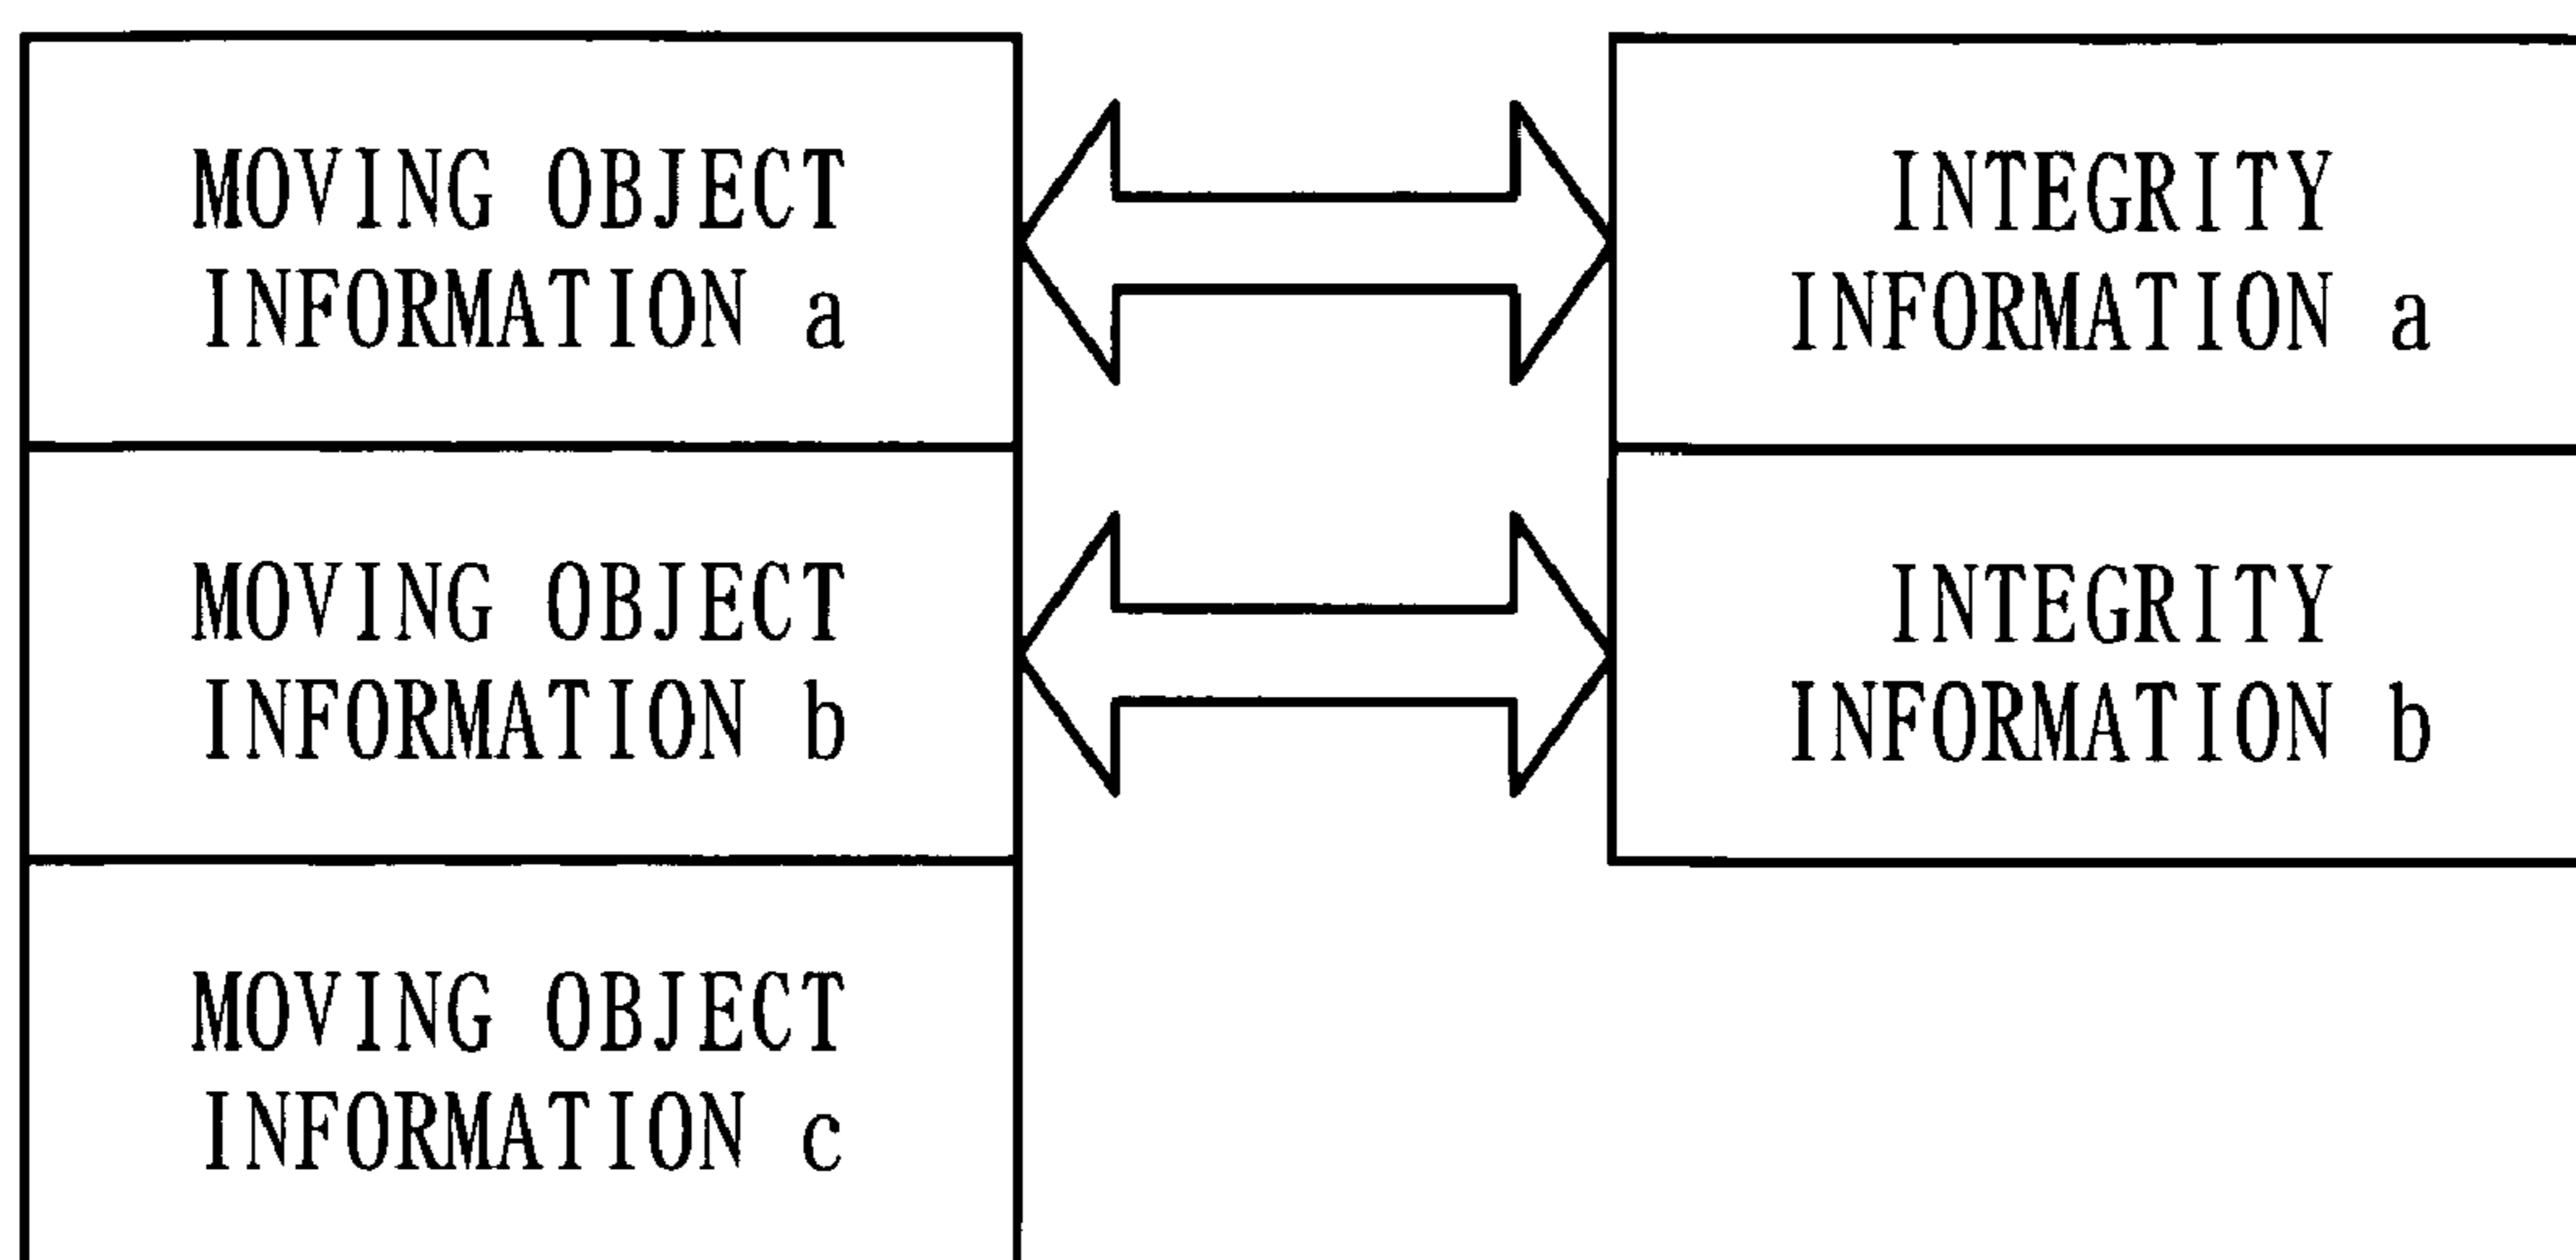 MOVING OBJECT
INFORMATION a
INTEGRITY
INFORMATION a
MOVING OBJECT
INFORMATION b
INTEGRITY
INFORMATION b
MOVING OBJECT
INFORMATION c